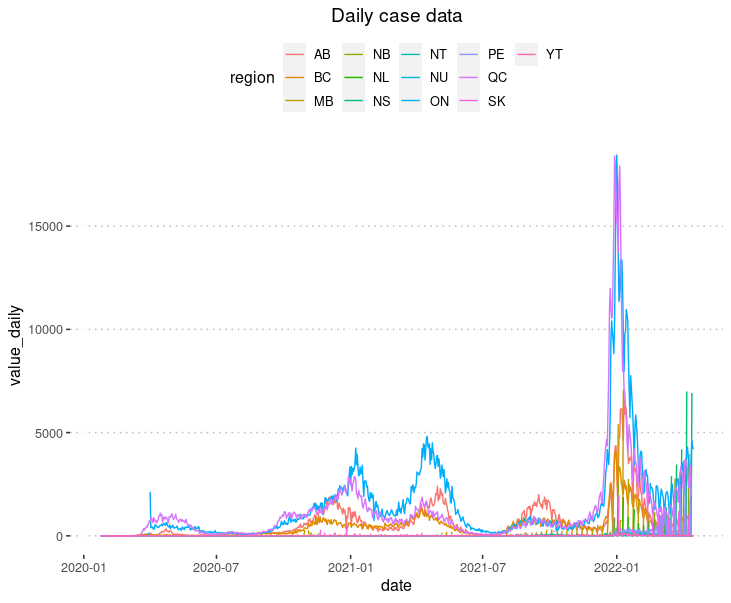 Daily case data
region
AB NB NT PE YT
BC NL NU QC
MB NS ON SK
value_daily
15000
10000
5000
0
2020-01 2020-07 2021-01 2021-07 2022-01
date